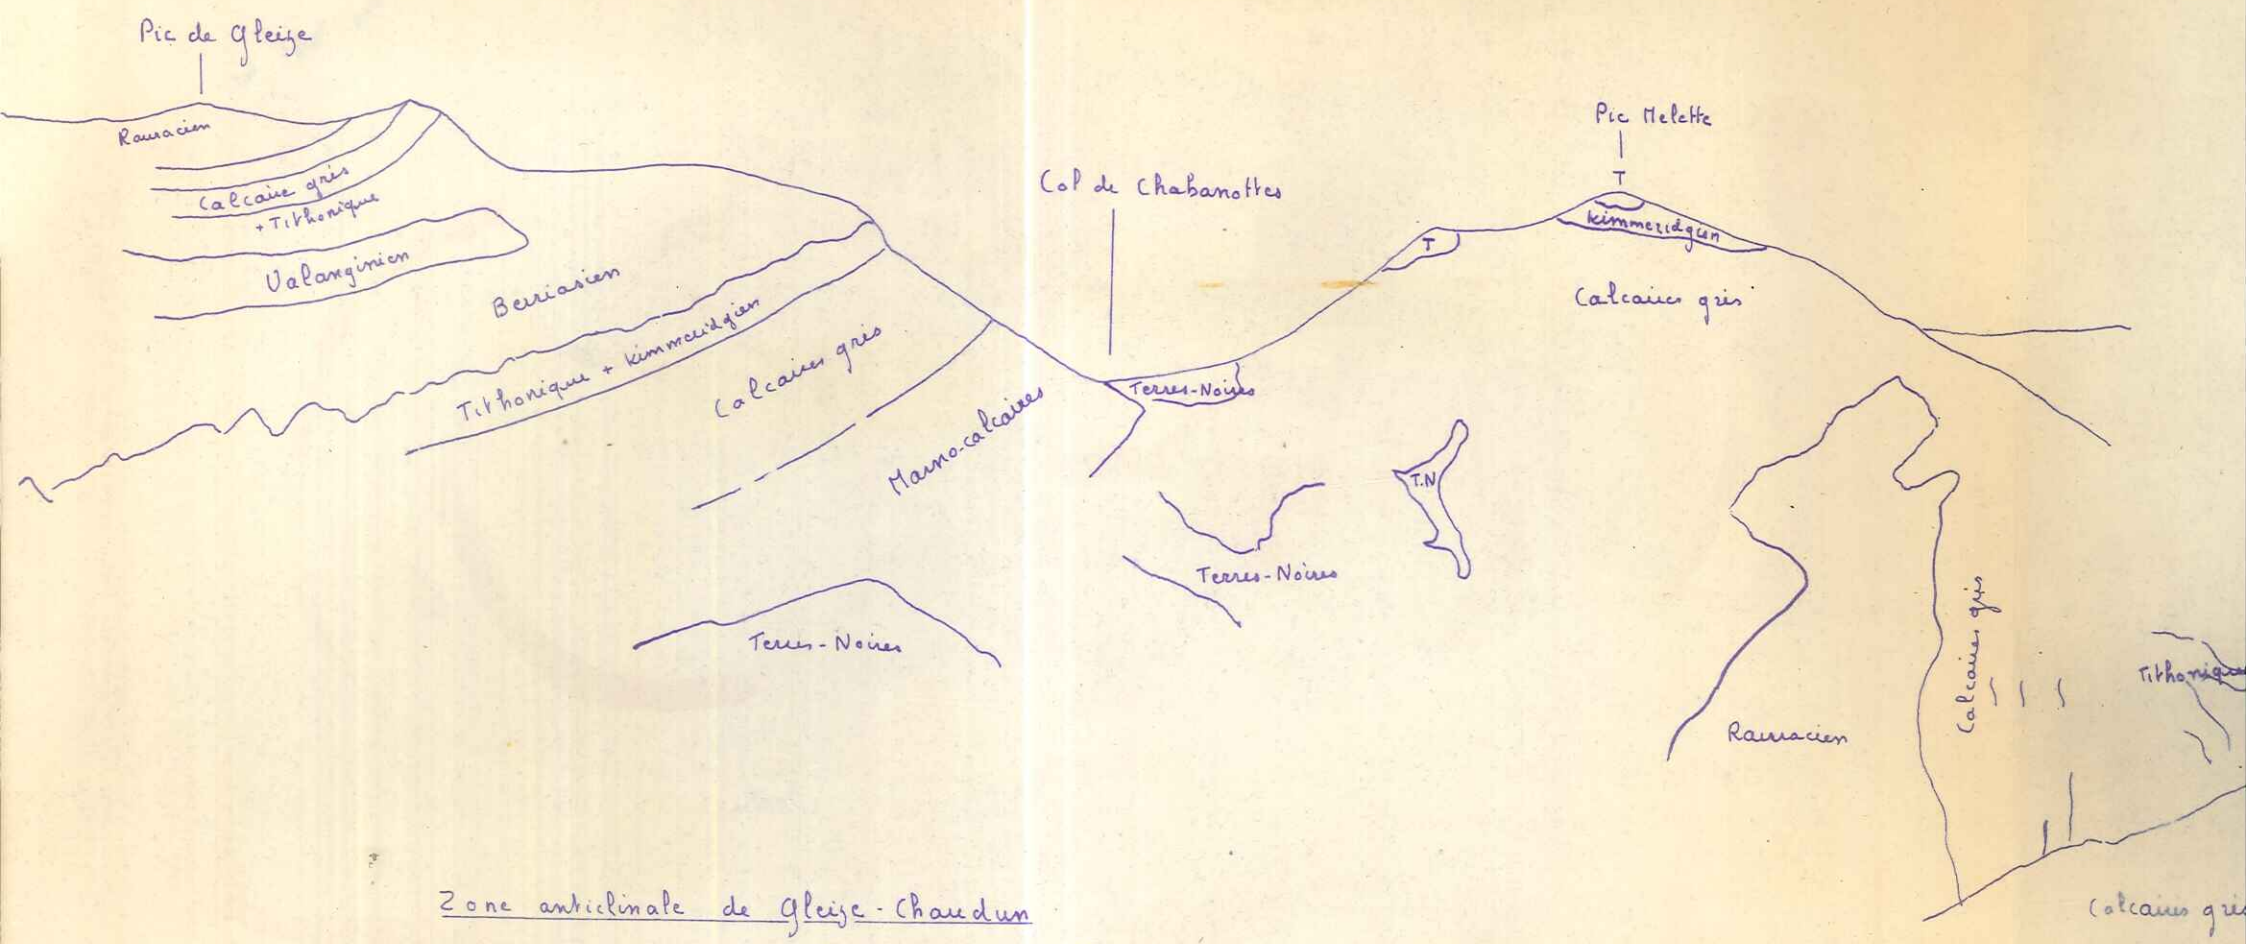 Pic de Gleize
Rauracien
Calcaire gris
+ Tithonique
Valanginien
Berriasien
Tithonique + Kimmeridgien
Calcaires gris
Marno-calcaires
Terres-Noires
Col de Chabanottes
Terres-Noires
Terres-Noires
T.N
T
Pic Melette
T
Kimmeridgien
Calcaires gris
Rauracien
Calcaires gris
Tithonique
Calcaires gris
Zone anticlinale de Gleize - Chaudun